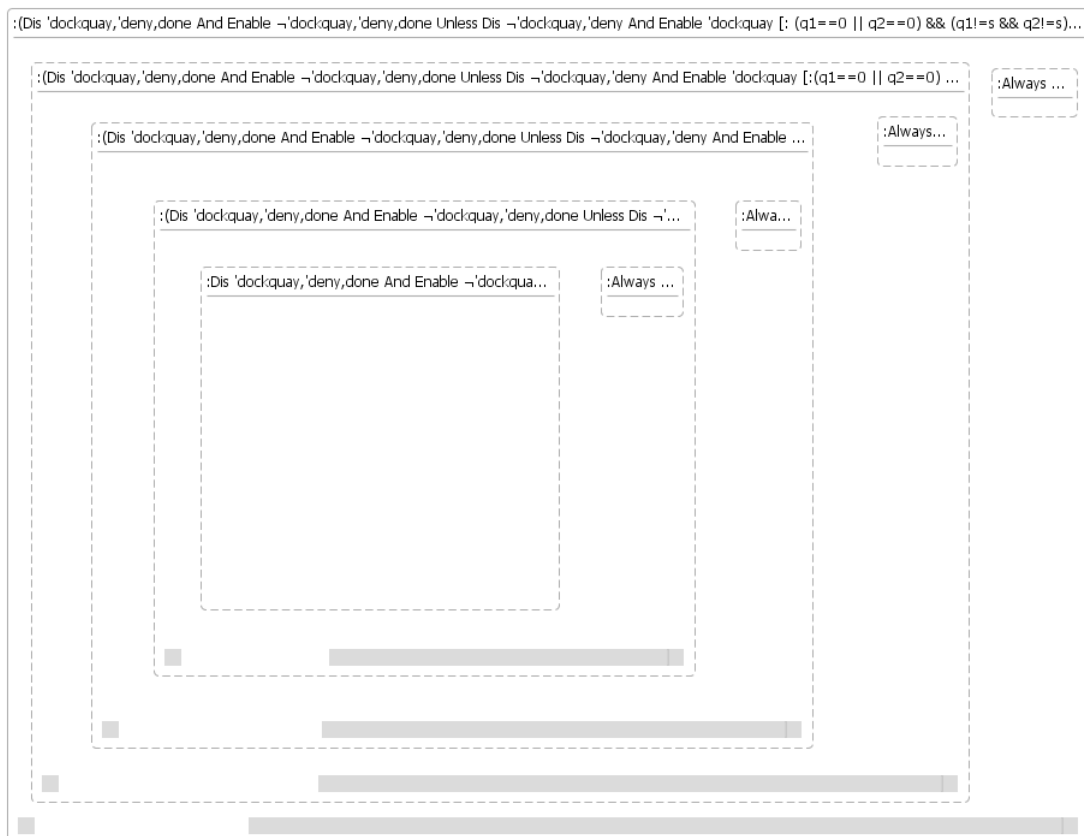 :(Dis 'dockquay,'deny,done And Enable ¬'dockquay,'deny,done Unless Dis ¬'dockquay,'deny And Enable 'dockquay [: (q1==0 || q2==0) && (q1!=s && q2!=s)...
:(Dis 'dockquay,'deny,done And Enable ¬'dockquay,'deny,done Unless Dis ¬'dockquay,'deny And Enable 'dockquay [:(q1==0 || q2==0) ...
:Always ...
:(Dis 'dockquay,'deny,done And Enable ¬'dockquay,'deny,done Unless Dis ¬'dockquay,'deny And Enable ...
:Always...
:(Dis 'dockquay,'deny,done And Enable ¬'dockquay,'deny,done Unless Dis ¬'...
:Alwa...
:Dis 'dockquay,'deny,done And Enable ¬'dockqua...
:Always ...